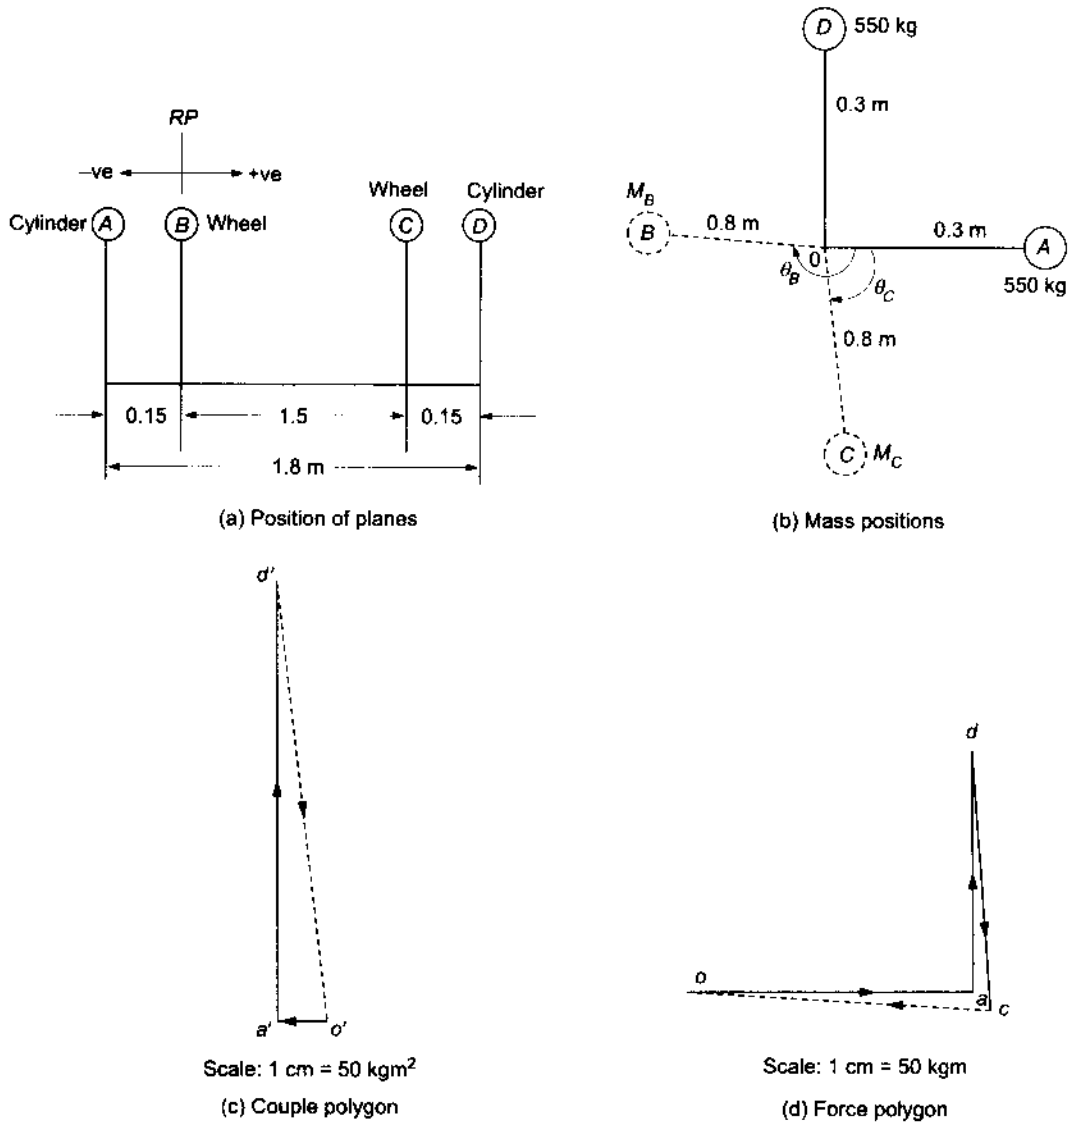 RP
–ve
+ve
Wheel
Cylinder
Cylinder A
B Wheel
C
D
0.15
1.5
0.15
1.8 m
(a) Position of planes
D 550 kg
0.3 m
M_B
B
0.8 m
0.3 m
A
0
θ_B
θ_C
550 kg
0.8 m
C M_C
(b) Mass positions
d'
a'
o'
Scale: 1 cm = 50 kgm²
(c) Couple polygon
d
o
a
c
Scale: 1 cm = 50 kgm
(d) Force polygon